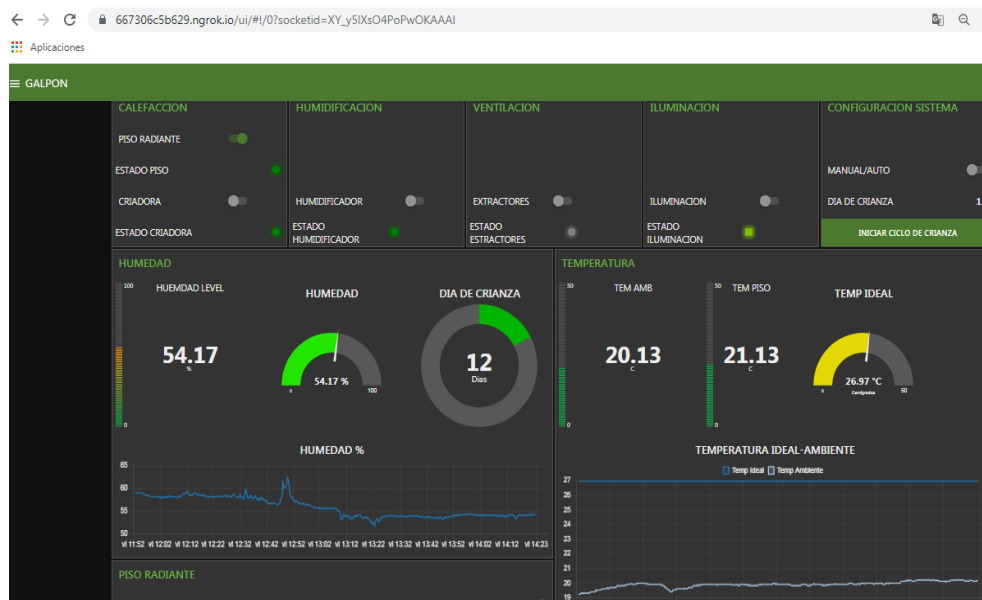 667306c5b629.ngrok.io/ui/#!/0?socketid=XY_y5IXsO4PoPwOKAAAI
Aplicaciones
GALPON
CALEFACCION
HUMIDIFICACION
VENTILACION
ILUMINACION
CONFIGURACION SISTEMA
PISO RADIANTE
ESTADO PISO
MANUAL/AUTO
CRIADORA
HUMIDIFICADOR
EXTRACTORES
ILUMINACION
DIA DE CRIANZA
ESTADO CRIADORA
ESTADO
HUMIDIFICADOR
ESTADO
ESTRACTORES
ESTADO
ILUMINACION
INICIAR CICLO DE CRIANZA
HUMEDAD
100
HUEMDAD LEVEL
54.17
%
0
HUMEDAD
54.17 %
0
100
DIA DE CRIANZA
12
Dias
TEMPERATURA
50
TEM AMB
20.13
C
0
50
TEM PISO
21.13
C
0
TEMP IDEAL
26.97 °C
Centigrados
0
50
HUMEDAD %
65
60
55
50
vi 11:52 vi 12:02 vi 12:12 vi 12:22 vi 12:32 vi 12:42 vi 12:52 vi 13:02 vi 13:12 vi 13:22 vi 13:32 vi 13:42 vi 13:52 vi 14:02 vi 14:12 vi 14:23
TEMPERATURA IDEAL-AMBIENTE
Temp Ideal Temp Ambiente
27
26
25
24
23
22
21
20
19
PISO RADIANTE